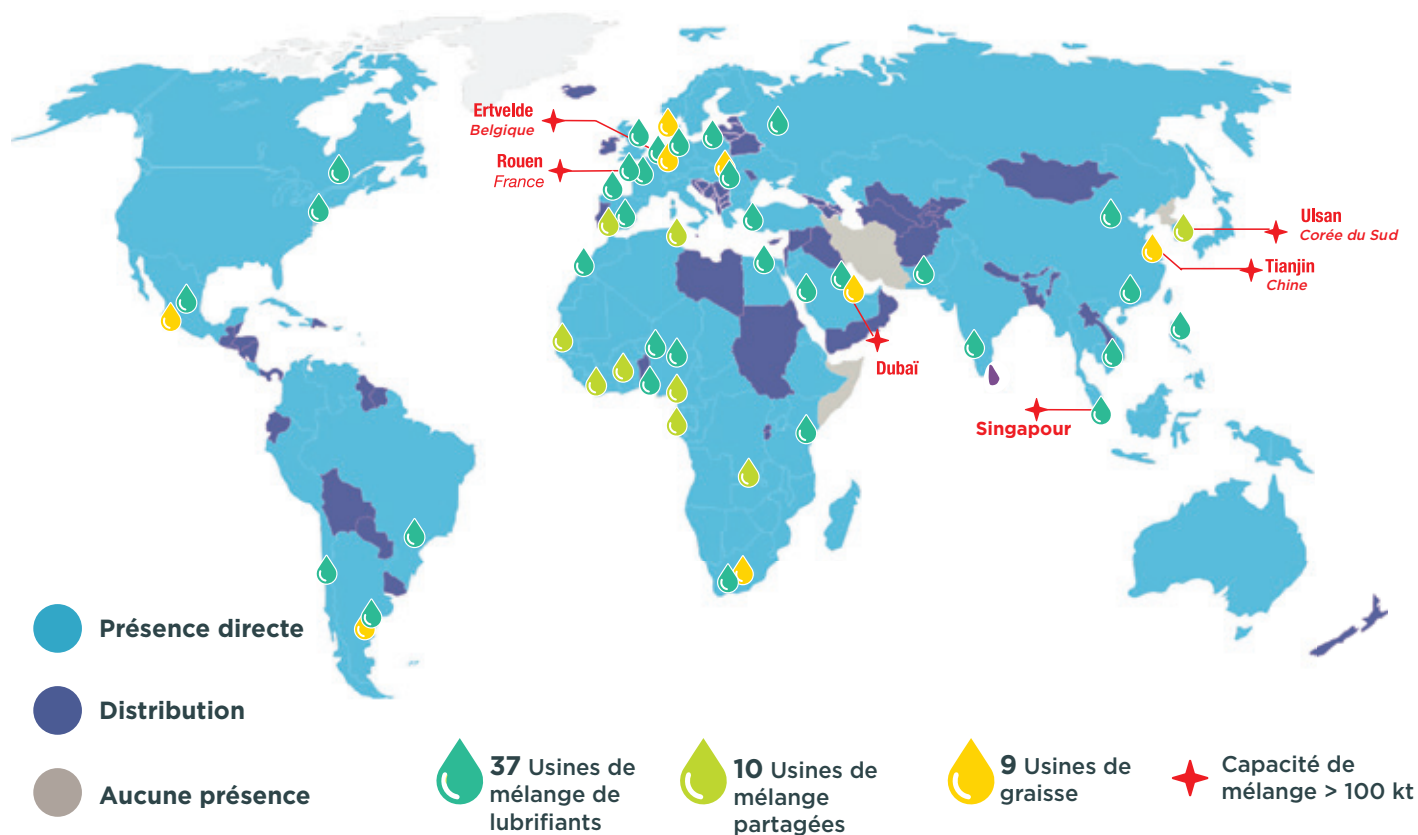 Ertvelde
Belgique
Rouen
France
Ulsan
Corée du Sud
Tianjin
Chine
Dubaï
Singapour
Présence directe
Distribution
Aucune présence
37 Usines de
mélange de
lubrifiants
10 Usines de
mélange
partagées
9 Usines de
graisse
Capacité de
mélange > 100 kt